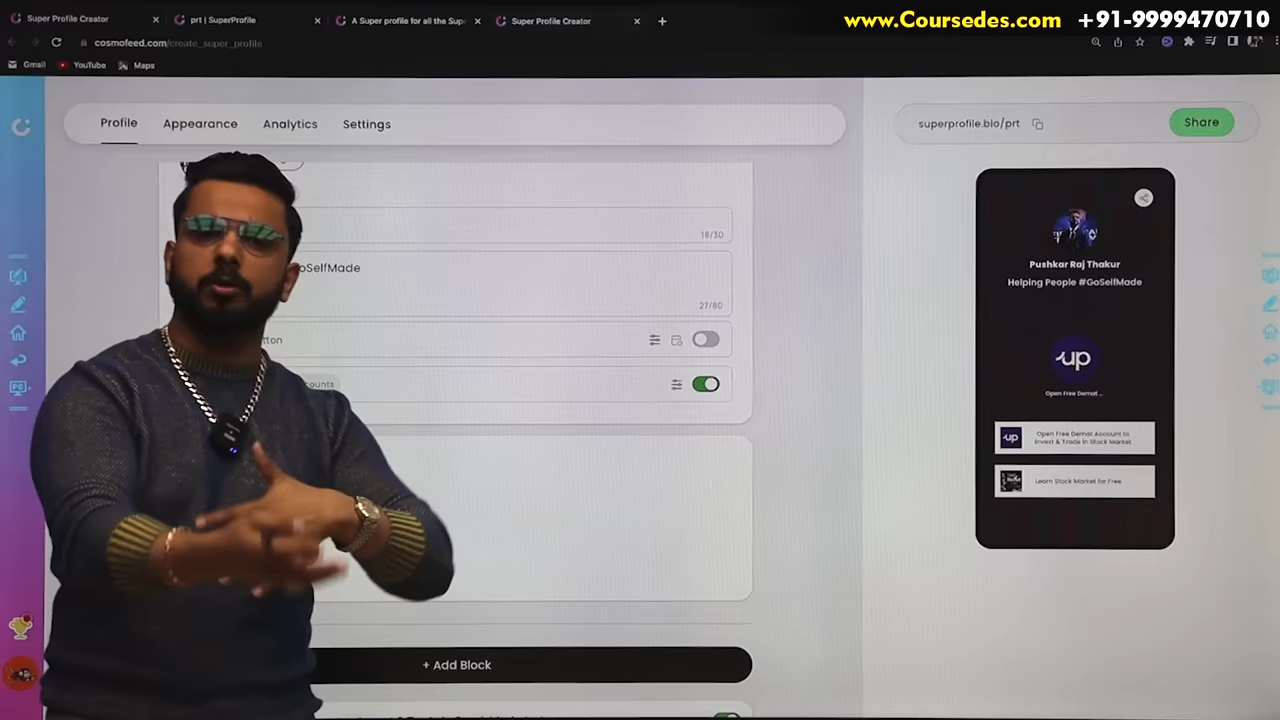 Super Profile Creator
prt | SuperProfile
A Super profile for all the Supe
Super Profile Creator
www.Coursedes.com +91-9999470710
cosmofeed.com/create_super_profile
Gmail
YouTube
Maps
Profile
Appearance
Analytics
Settings
superprofile.bio/prt
Share
18/30
oSelfMade
27/80
tton
counts
+ Add Block
Pushkar Raj Thakur
Helping People #GoSelfMade
up
Open Free Demat ...
up
Open Free Demat Account to
Invest & Trade in Stock Market
Learn Stock Market for Free